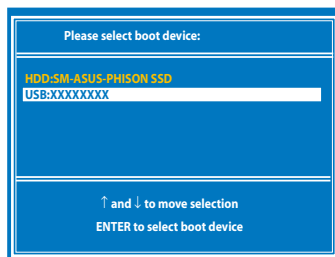 Please select boot device:
HDD:SM-ASUS-PHISON SSD
USB:XXXXXXXX
↑ and ↓ to move selection
ENTER to select boot device